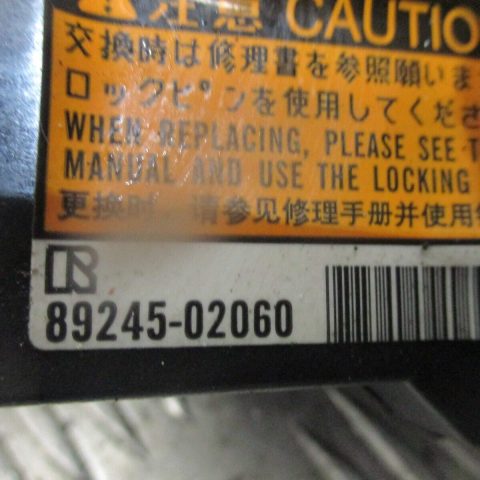 注意 CAUTIO
交換時は修理書を参照願いま
ロックピンを使用してくださ
WHEN REPLACING, PLEASE SEE T
MANUAL AND USE THE LOCKING
更换时, 请参见修理手册并使用
89245-02060